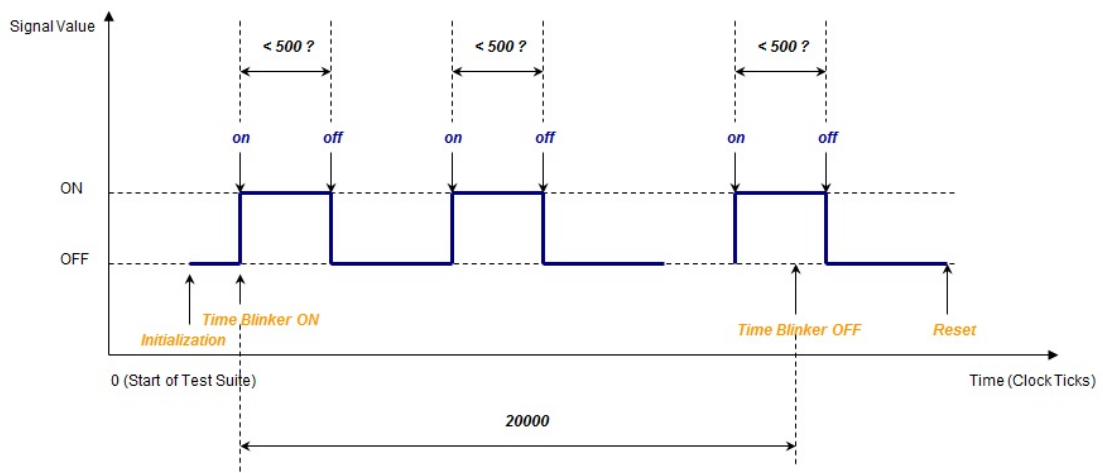 Signal Value
< 500 ? < 500 ? < 500 ?
on off on off on off
ON
OFF
Time Blinker ON Time Blinker OFF Reset
Initialization
0 (Start of Test Suite) Time (Clock Ticks)
20000